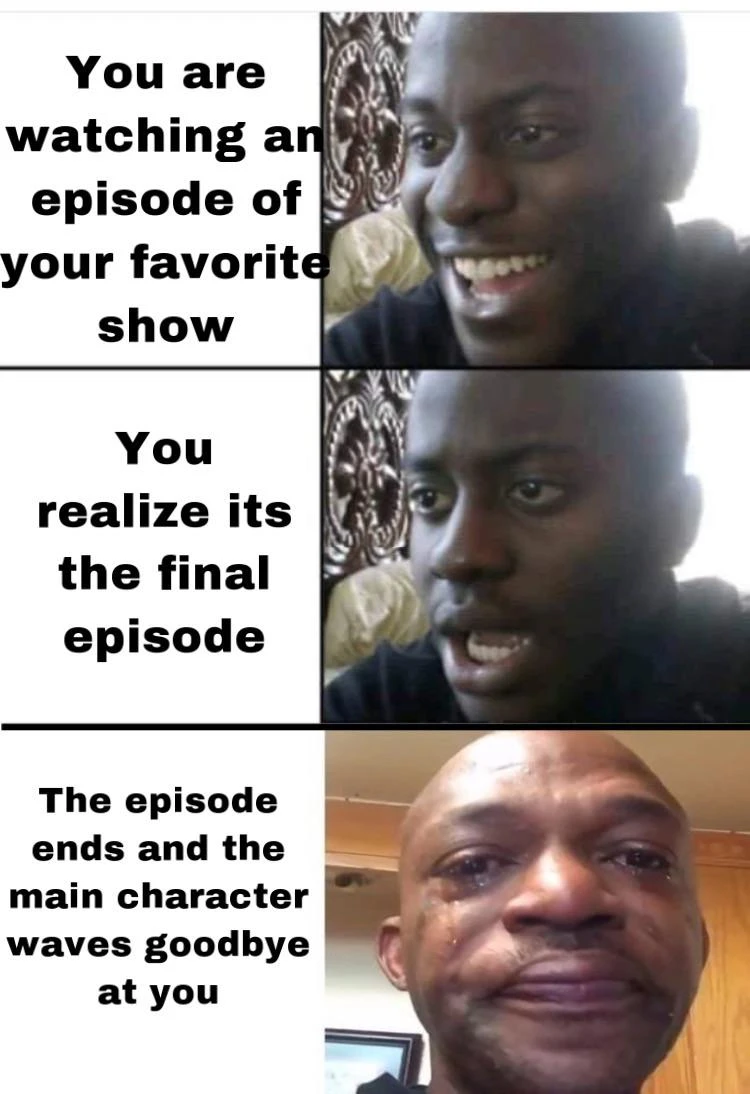 You are
watching an
episode of
your favorite
show
You
realize its
the final
episode
The episode
ends and the
main character
waves goodbye
at you